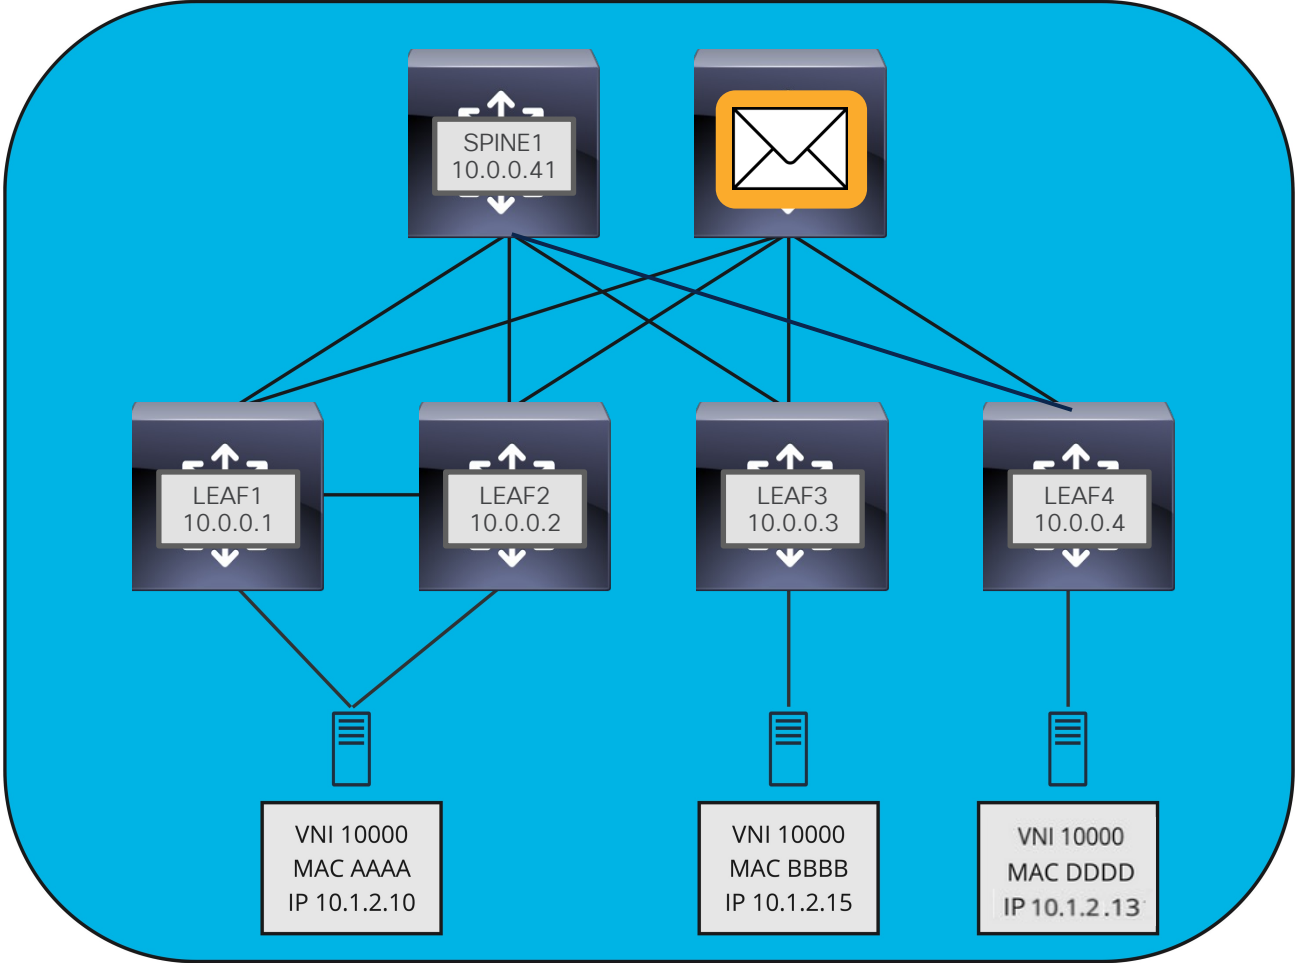 SPINE1
10.0.0.41
LEAF1
10.0.0.1
LEAF2
10.0.0.2
LEAF3
10.0.0.3
LEAF4
10.0.0.4
VNI 10000
MAC AAAA
IP 10.1.2.10
VNI 10000
MAC BBBB
IP 10.1.2.15
VNI 10000
MAC DDDD
IP 10.1.2.13